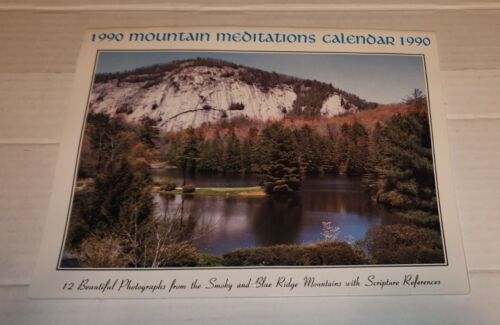 1990 MOUNTAIN MEDITATIONS CALENDAR 1990
12 Beautiful Photographs from the Smoky and Blue Ridge Mountains with Scripture References